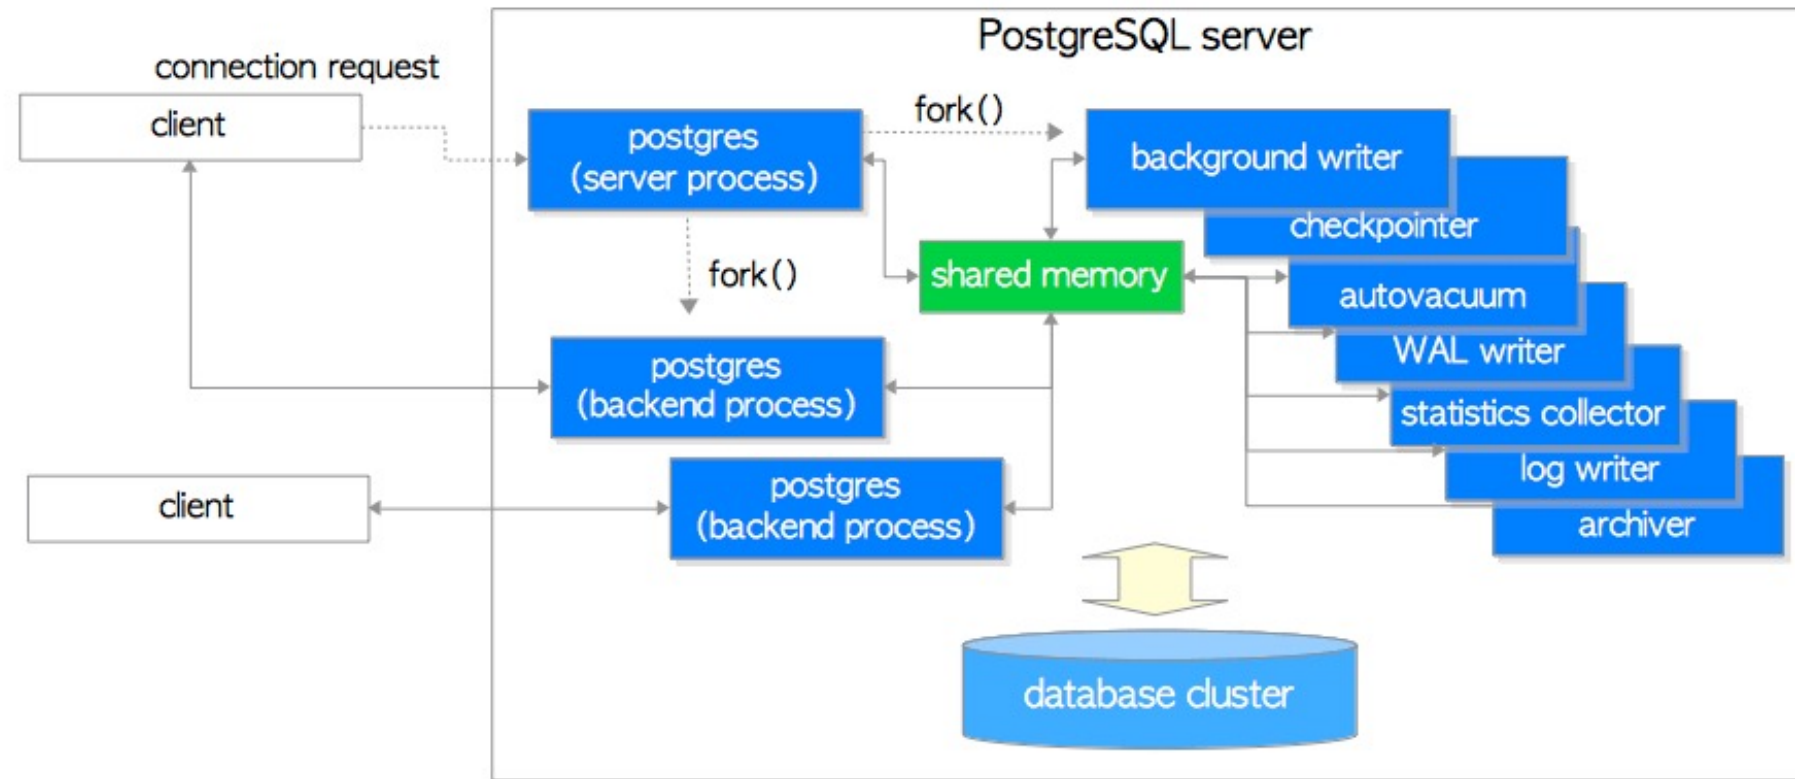 PostgreSQL server
connection request
client
fork()
postgres
(server process)
background writer
checkpointer
fork()
shared memory
autovacuum
WAL writer
postgres
(backend process)
statistics collector
log writer
client
postgres
(backend process)
archiver
database cluster